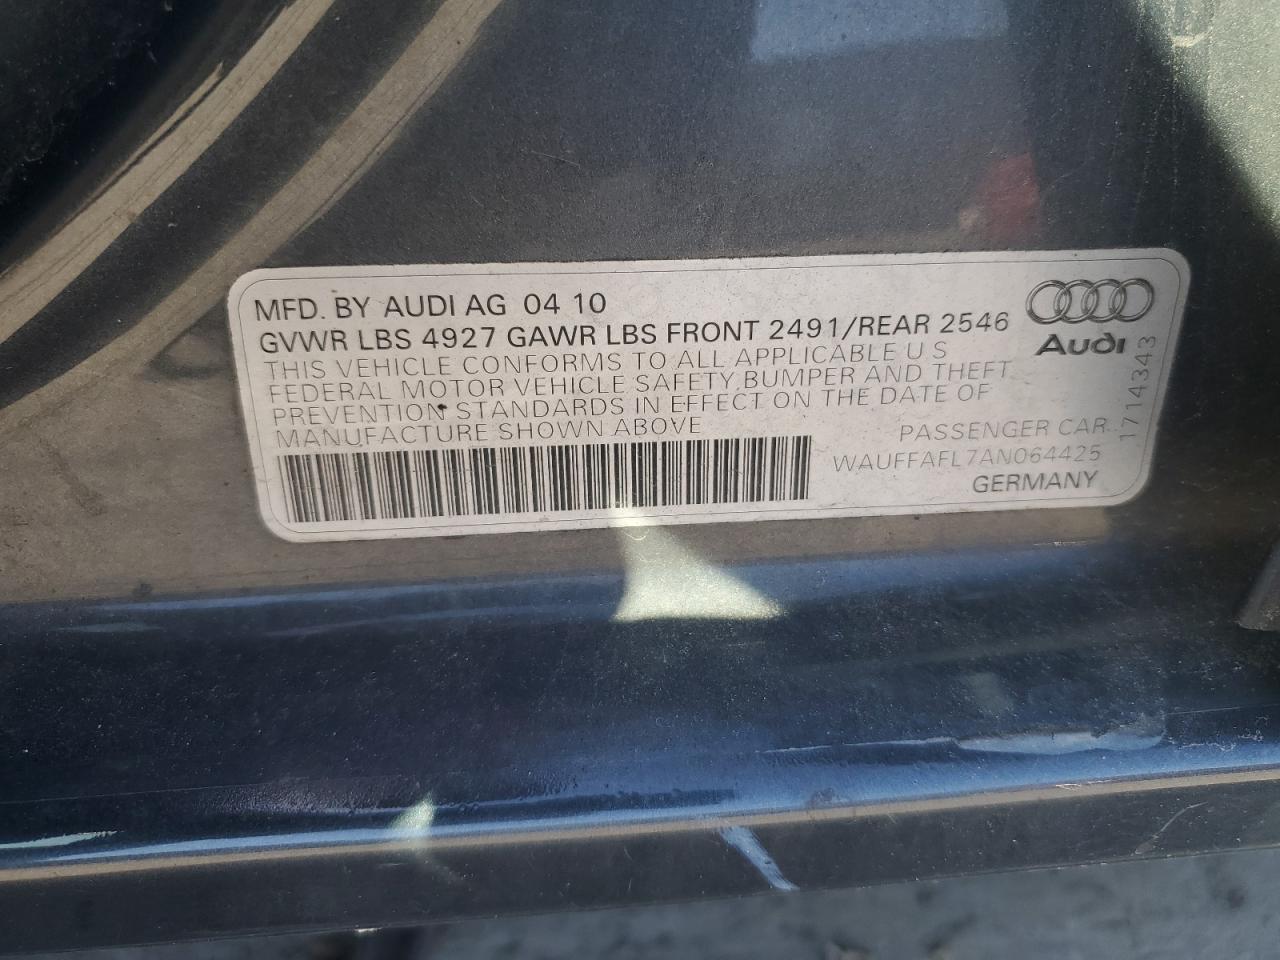 MFD. BY AUDI AG 04 10
GVWR LBS 4927 GAWR LBS FRONT 2491/REAR 2546
THIS VEHICLE CONFORMS TO ALL APPLICABLE U S
FEDERAL MOTOR VEHICLE SAFETY, BUMPER AND THEFT
PREVENTION STANDARDS IN EFFECT ON THE DATE OF
MANUFACTURE SHOWN ABOVE
Audi
1714343
PASSENGER CAR
WAUFFAFL7AN064425
GERMANY